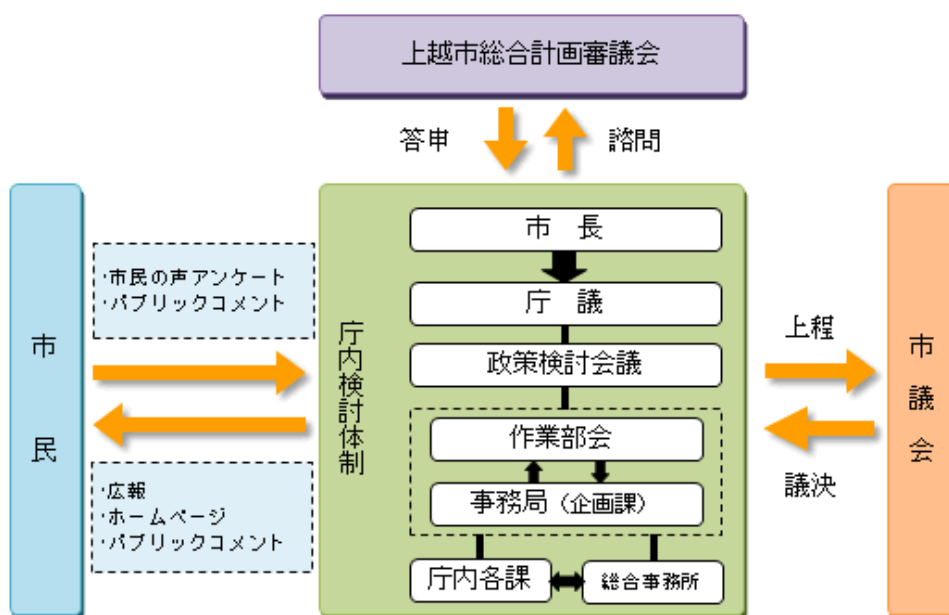 上越市総合計画審議会
答申
諮問
市民
・市民の声アンケート
・パブリックコメント
・広報
・ホームページ
・パブリックコメント
庁内検討体制
市長
庁議
政策検討会議
作業部会
事務局（企画課）
庁内各課
総合事務所
上程
議決
市議会